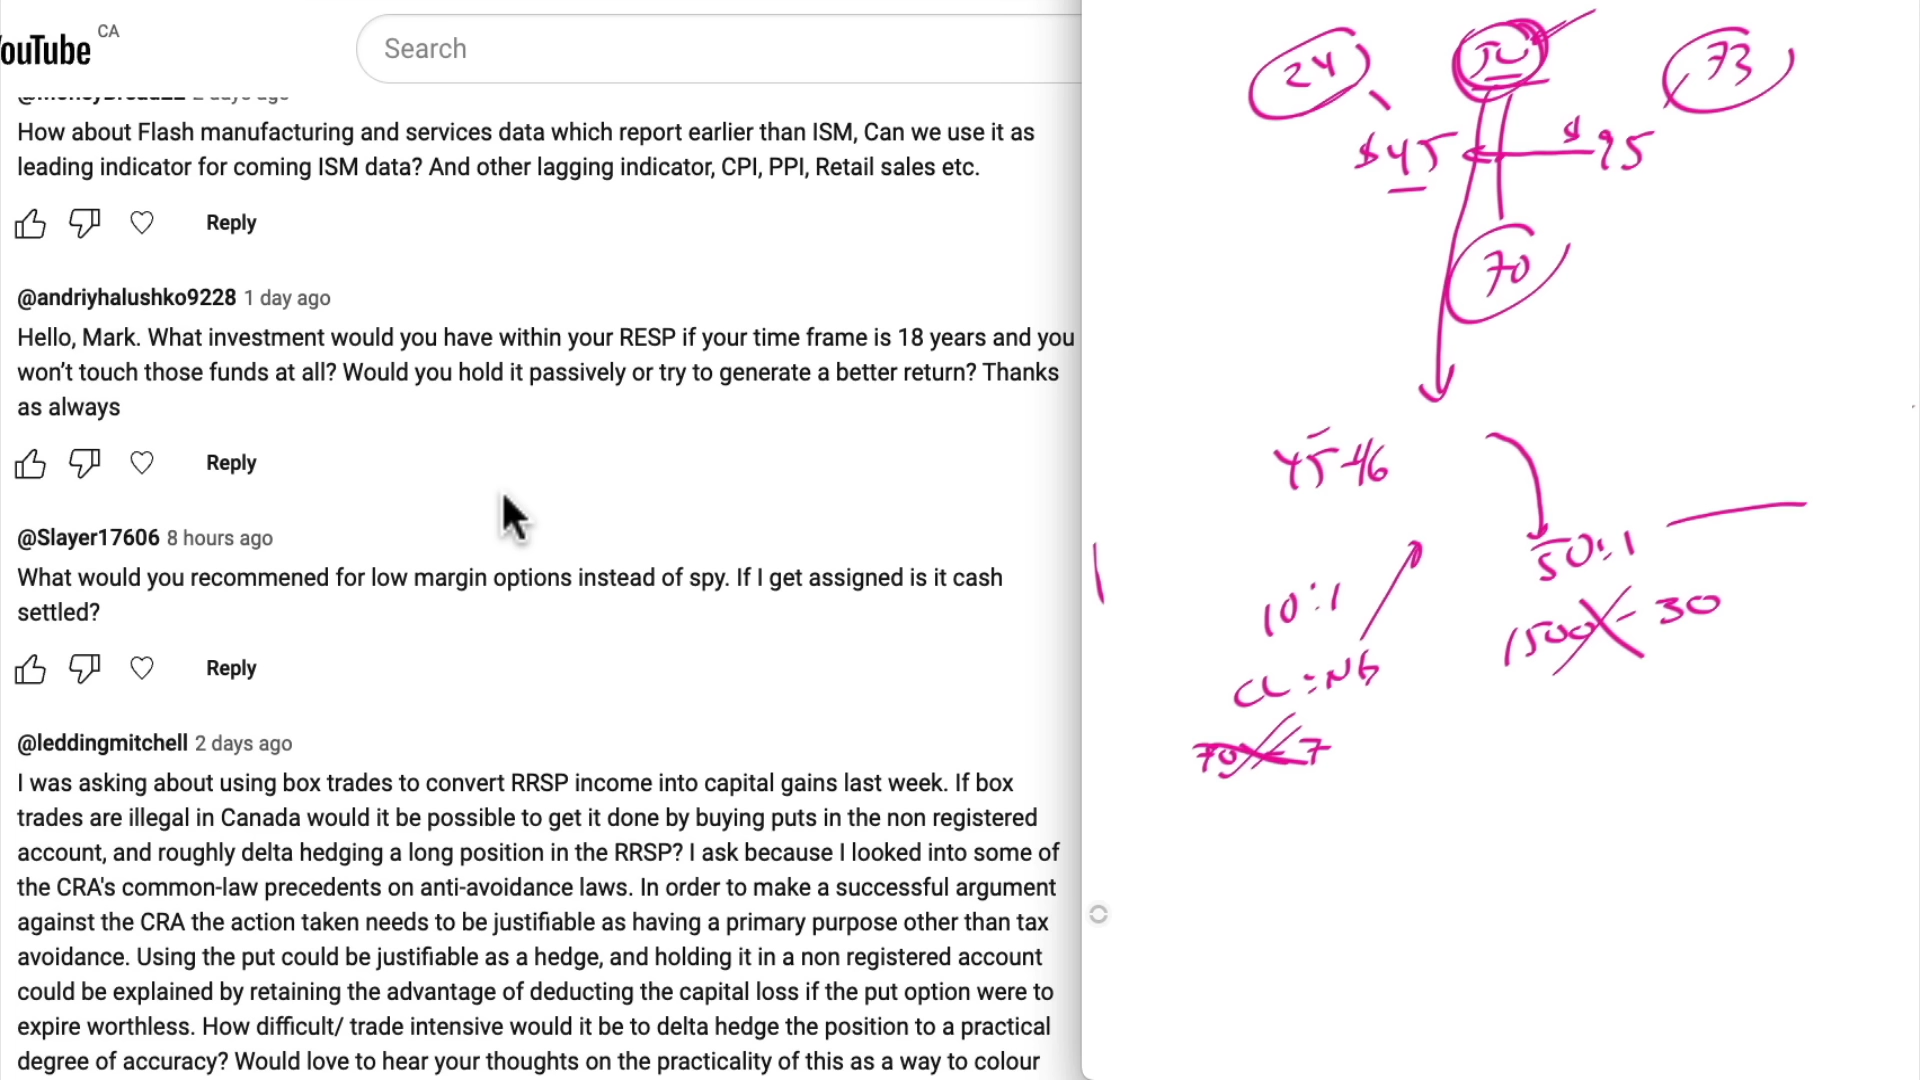 ouTube CA
Search
How about Flash manufacturing and services data which report earlier than ISM, Can we use it as
leading indicator for coming ISM data? And other lagging indicator, CPI, PPI, Retail sales etc.
Reply
@andriyhalushko9228 1 day ago
Hello, Mark. What investment would you have within your RESP if your time frame is 18 years and you
won’t touch those funds at all? Would you hold it passively or try to generate a better return? Thanks
as always
Reply
@Slayer17606 8 hours ago
What would you recommened for low margin options instead of spy. If I get assigned is it cash
settled?
Reply
@leddingmitchell 2 days ago
I was asking about using box trades to convert RRSP income into capital gains last week. If box
trades are illegal in Canada would it be possible to get it done by buying puts in the non registered
account, and roughly delta hedging a long position in the RRSP? I ask because I looked into some of
the CRA's common-law precedents on anti-avoidance laws. In order to make a successful argument
against the CRA the action taken needs to be justifiable as having a primary purpose other than tax
avoidance. Using the put could be justifiable as a hedge, and holding it in a non registered account
could be explained by retaining the advantage of deducting the capital loss if the put option were to
expire worthless. How difficult/ trade intensive would it be to delta hedge the position to a practical
degree of accuracy? Would love to hear your thoughts on the practicality of this as a way to colour
24
73
$45
$95
70
45-46
50:1
10:1
1500 - 30
CL:NG
70 - 7